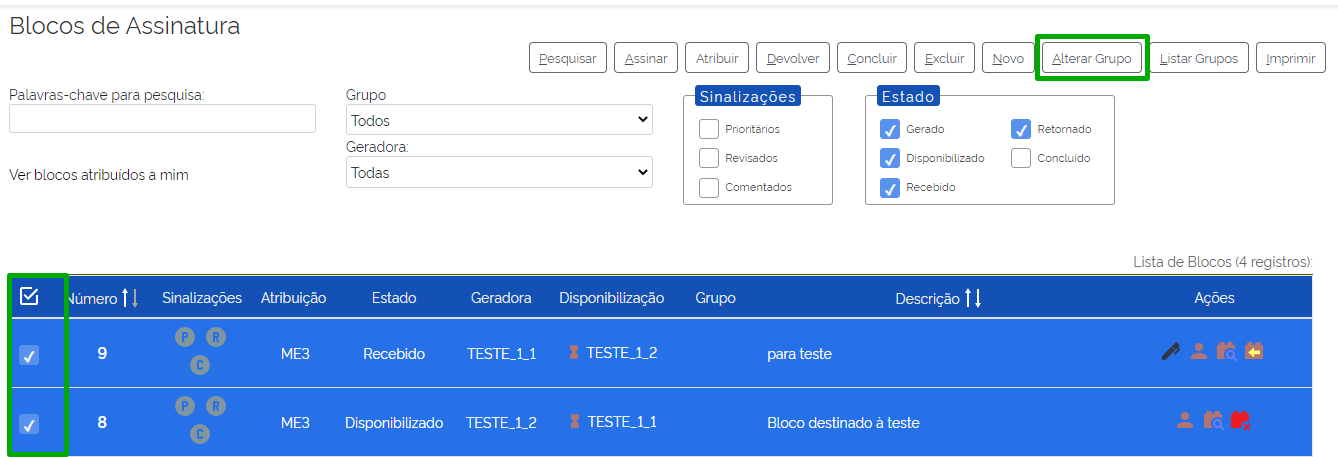 Blocos de Assinatura
Pesquisar Assinar Atribuir Devolver Concluir Excluir Novo Alterar Grupo Listar Grupos Imprimir
Palavras-chave para pesquisa:
Grupo
Todos
Geradora:
Todas
Ver blocos atribuídos a mim
Sinalizações
Prioritários
Revisados
Comentados
Estado
Gerado Retornado
Disponibilizado Concluído
Recebido
Lista de Blocos (4 registros):
Número Sinalizações Atribuição Estado Geradora Disponibilização Grupo Descrição Ações
9 P R C ME3 Recebido TESTE_1_1 TESTE_1_2 para teste
8 P R C ME3 Disponibilizado TESTE_1_2 TESTE_1_1 Bloco destinado à teste